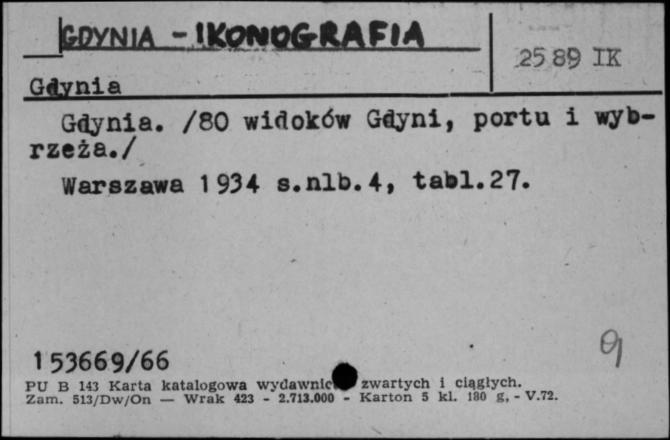 GDYNIA - IKONOGRAFIA
25 89 IK
Gdynia
Gdynia. /80 widoków Gdyni, portu i wyb-
rzeża./
Warszawa 1934 s.nlb.4, tabl.27.
153669/66
PU B 143 Karta katalogowa zwartych i ciągłych.
Zam. 513/Dw/On — Wrak 423 - 2.713.000 - Karton 5 kl. 180 g, - V.72.